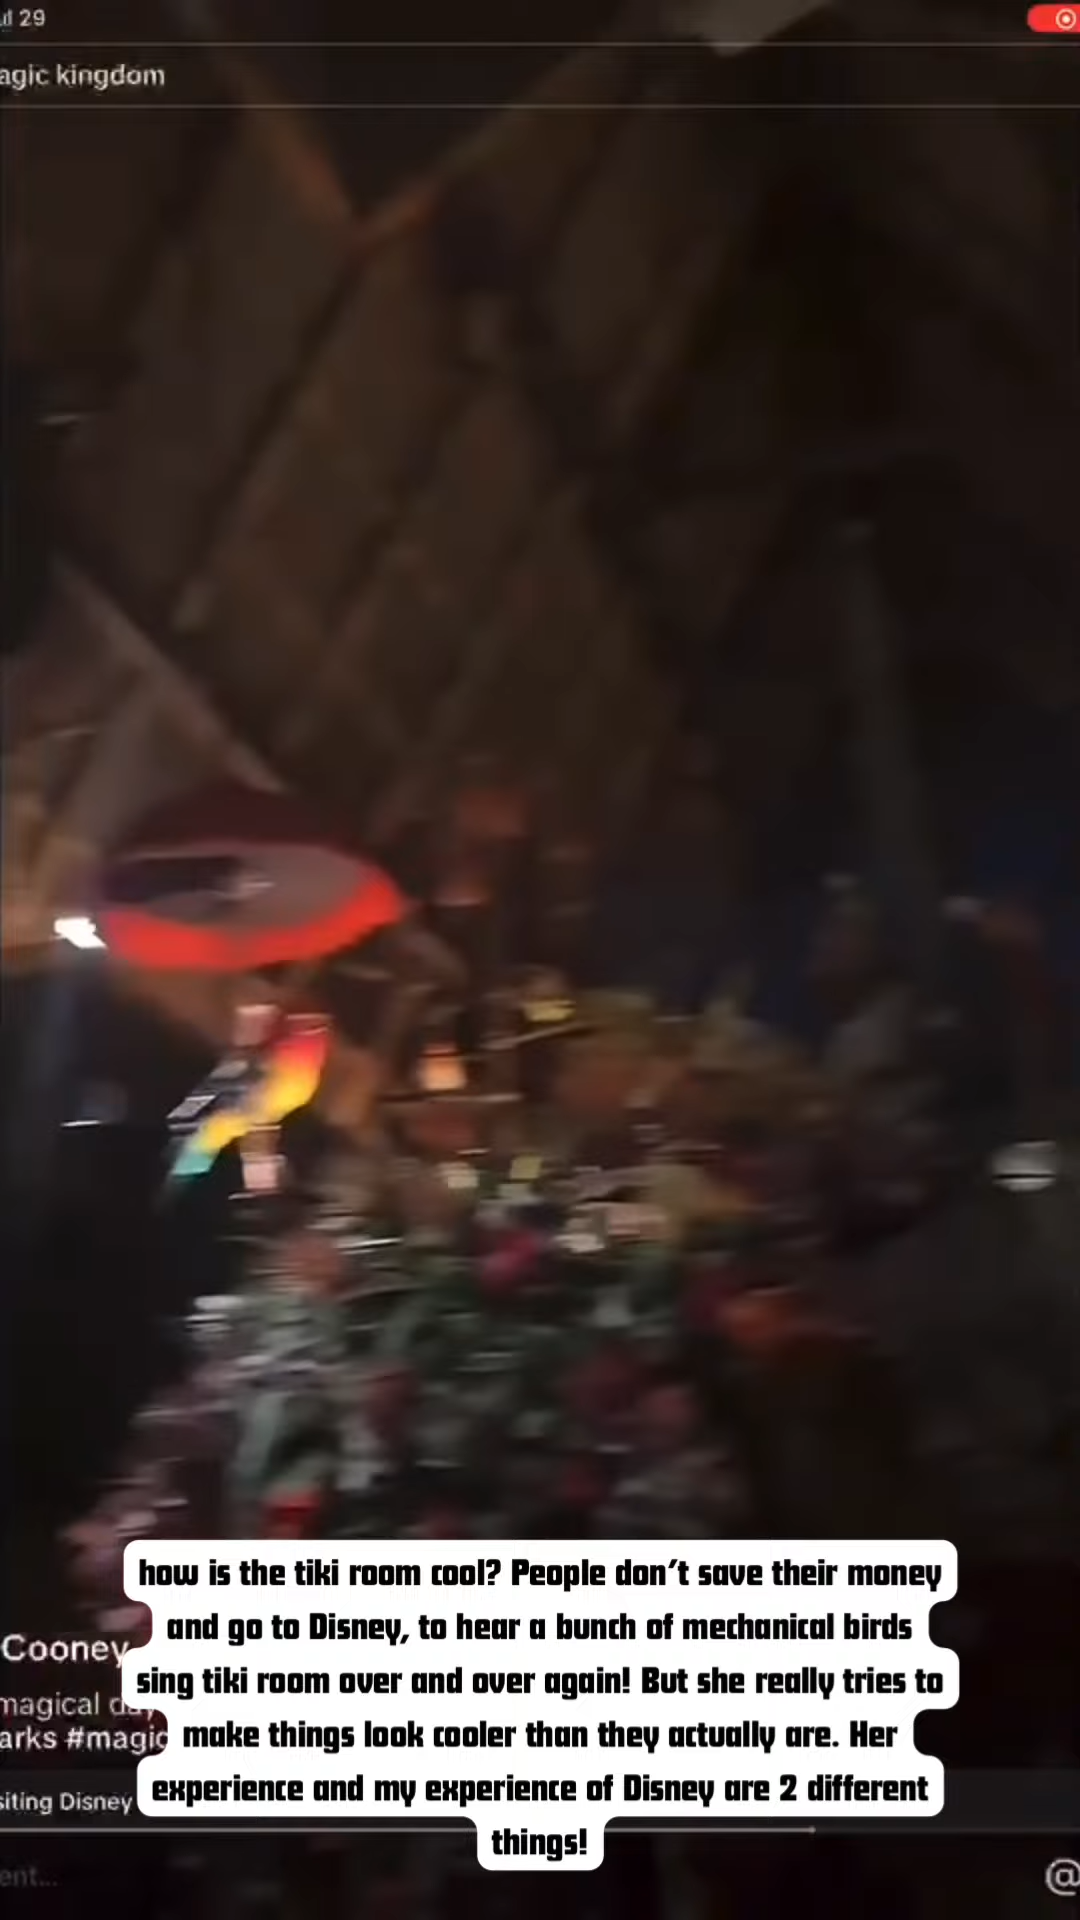 29
agic kingdom
how is the tiki room cool? People don't save their money
and go to Disney, to hear a bunch of mechanical birds
sing tiki room over and over again! But she really tries to
make things look cooler than they actually are. Her
experience and my experience of Disney are 2 different
things!
Cooney
magical day
arks #magic
siting Disney
ent...
@